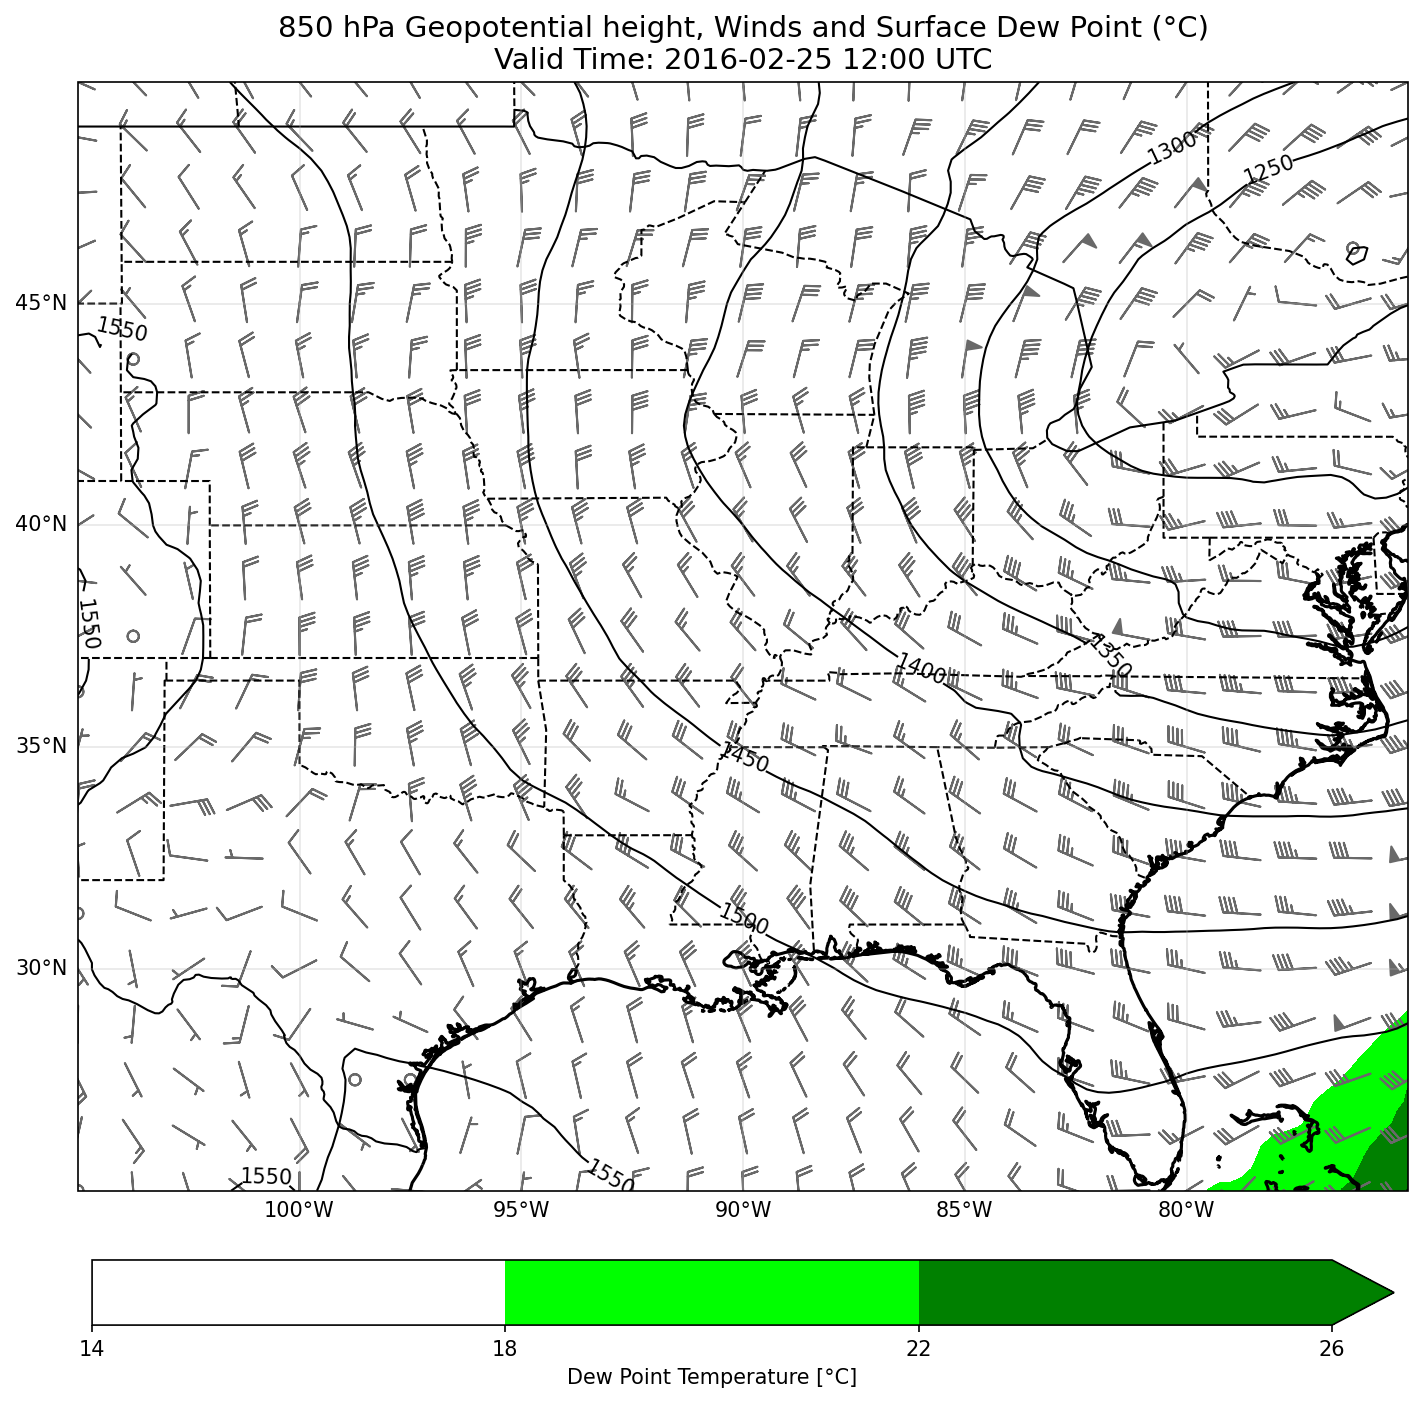 850 hPa Geopotential height, Winds and Surface Dew Point (°C)
Valid Time: 2016-02-25 12:00 UTC
1300
1250
45°N
1550
40°N
1550
1350
1400
35°N
1450
1500
30°N
1550
1550
100°W 95°W 90°W 85°W 80°W
14 18 22 26
Dew Point Temperature [°C]